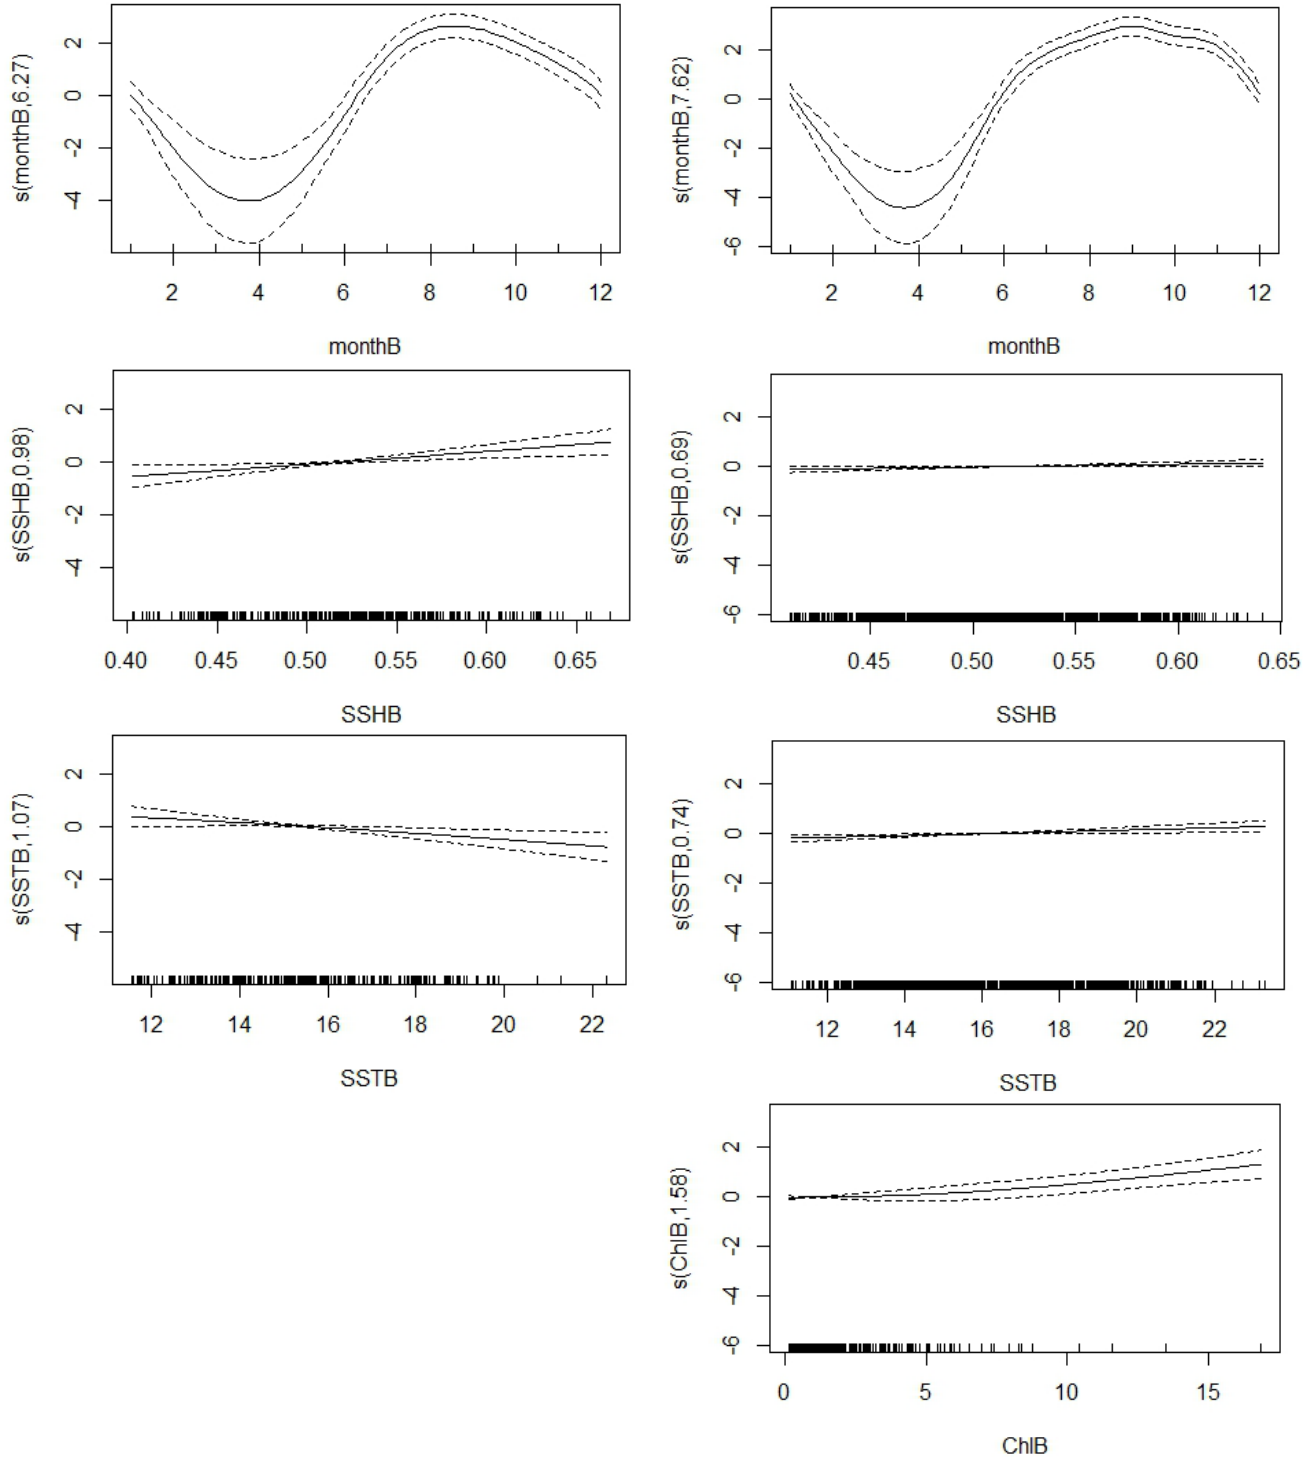 s(monthB,6.27)
2
0
-2
-4
2 4 6 8 10 12
monthB
s(monthB,7.62)
2
0
-2
-4
-6
2 4 6 8 10 12
monthB
s(SSHB,0.98)
2
0
-2
-4
0.40 0.45 0.50 0.55 0.60 0.65
SSHB
s(SSHB,0.69)
2
0
-2
-4
-6
0.45 0.50 0.55 0.60 0.65
SSHB
s(SSTB,1.07)
2
0
-2
-4
12 14 16 18 20 22
SSTB
s(SSTB,0.74)
2
0
-2
-4
-6
12 14 16 18 20 22
SSTB
s(ChlB,1.58)
2
0
-2
-4
-6
0 5 10 15
ChlB